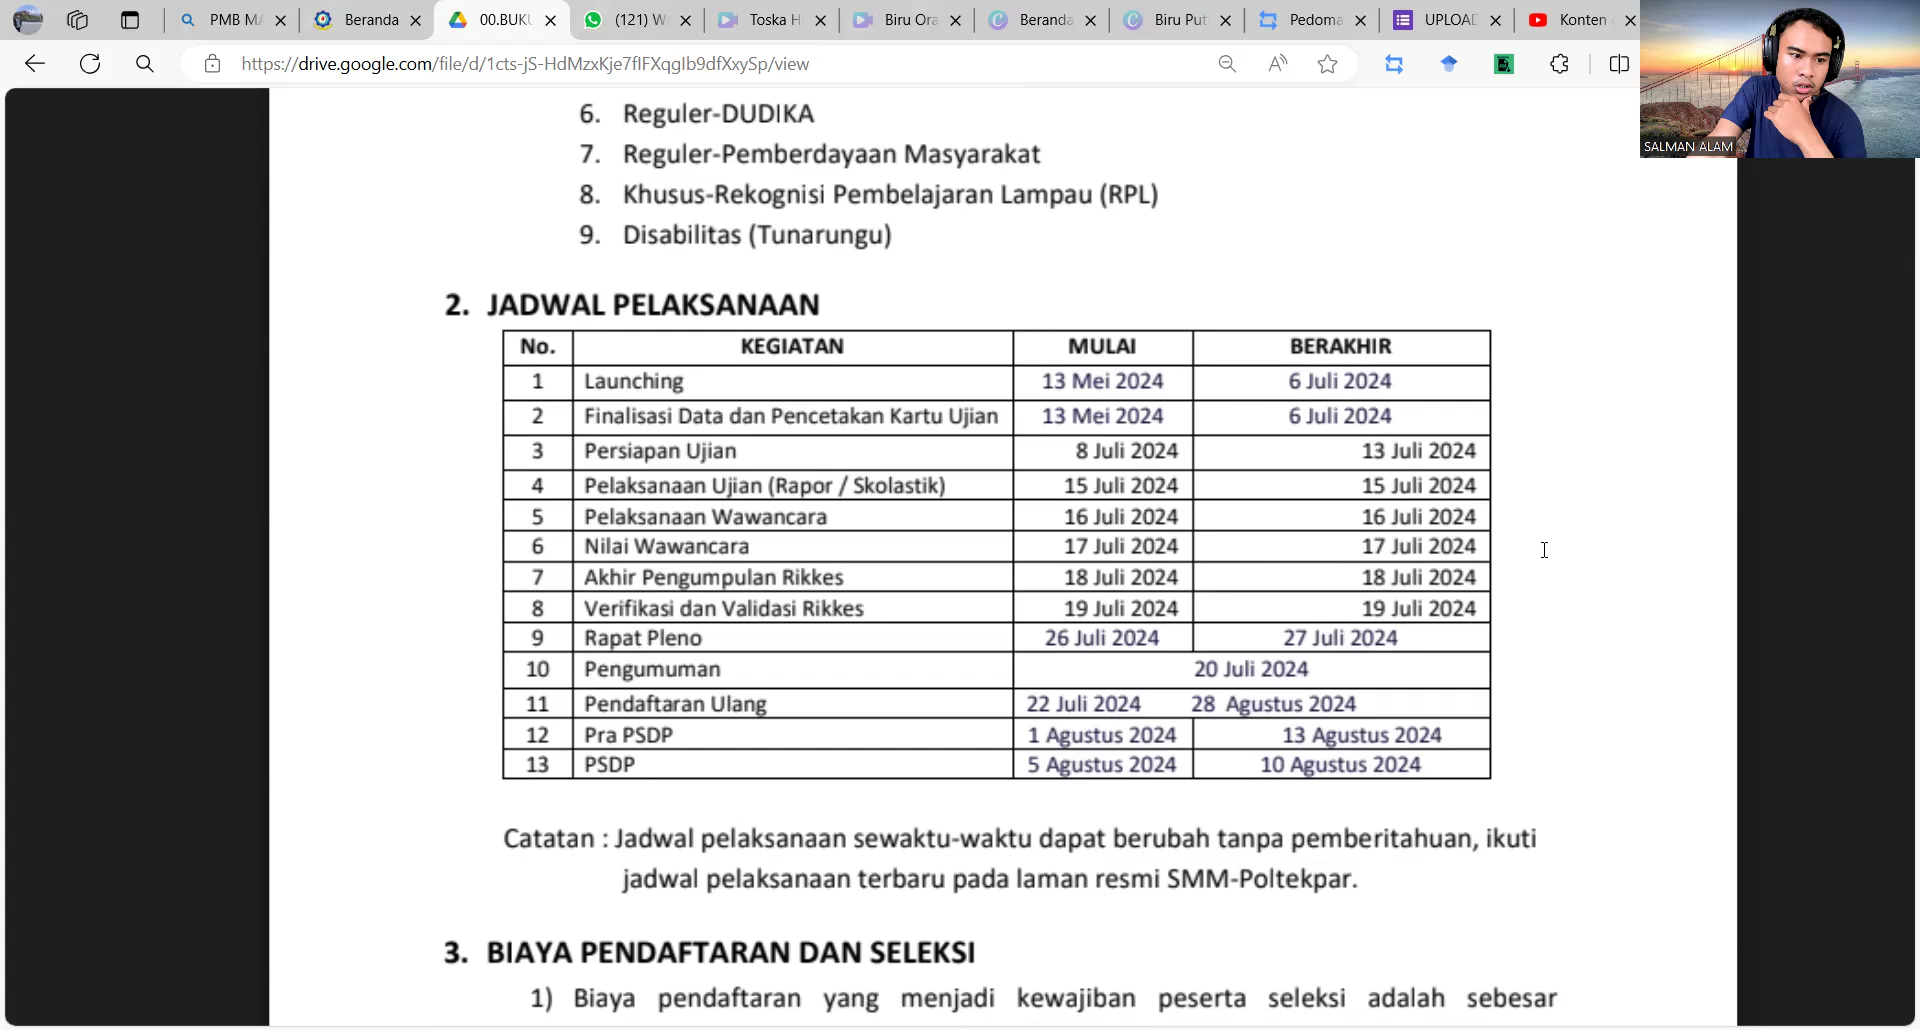 PMB MA
Beranda
00.BUKU
(121) W
Toska H
Biru Ora
Beranda
Biru Put
Pedoma
UPLOAD
Konten
https://drive.google.com/file/d/1cts-jS-HdMzxKje7fIFXqgIb9dfXxySp/view
SALMAN ALAM
6. Reguler-DUDIKA
7. Reguler-Pemberdayaan Masyarakat
8. Khusus-Rekognisi Pembelajaran Lampau (RPL)
9. Disabilitas (Tunarungu)
2. JADWAL PELAKSANAAN
No. KEGIATAN MULAI BERAKHIR
1 Launching 13 Mei 2024 6 Juli 2024
2 Finalisasi Data dan Pencetakan Kartu Ujian 13 Mei 2024 6 Juli 2024
3 Persiapan Ujian 8 Juli 2024 13 Juli 2024
4 Pelaksanaan Ujian (Rapor / Skolastik) 15 Juli 2024 15 Juli 2024
5 Pelaksanaan Wawancara 16 Juli 2024 16 Juli 2024
6 Nilai Wawancara 17 Juli 2024 17 Juli 2024
7 Akhir Pengumpulan Rikkes 18 Juli 2024 18 Juli 2024
8 Verifikasi dan Validasi Rikkes 19 Juli 2024 19 Juli 2024
9 Rapat Pleno 26 Juli 2024 27 Juli 2024
10 Pengumuman 20 Juli 2024
11 Pendaftaran Ulang 22 Juli 2024 28 Agustus 2024
12 Pra PSDP 1 Agustus 2024 13 Agustus 2024
13 PSDP 5 Agustus 2024 10 Agustus 2024
Catatan : Jadwal pelaksanaan sewaktu-waktu dapat berubah tanpa pemberitahuan, ikuti
jadwal pelaksanaan terbaru pada laman resmi SMM-Poltekpar.
3. BIAYA PENDAFTARAN DAN SELEKSI
1) Biaya pendaftaran yang menjadi kewajiban peserta seleksi adalah sebesar